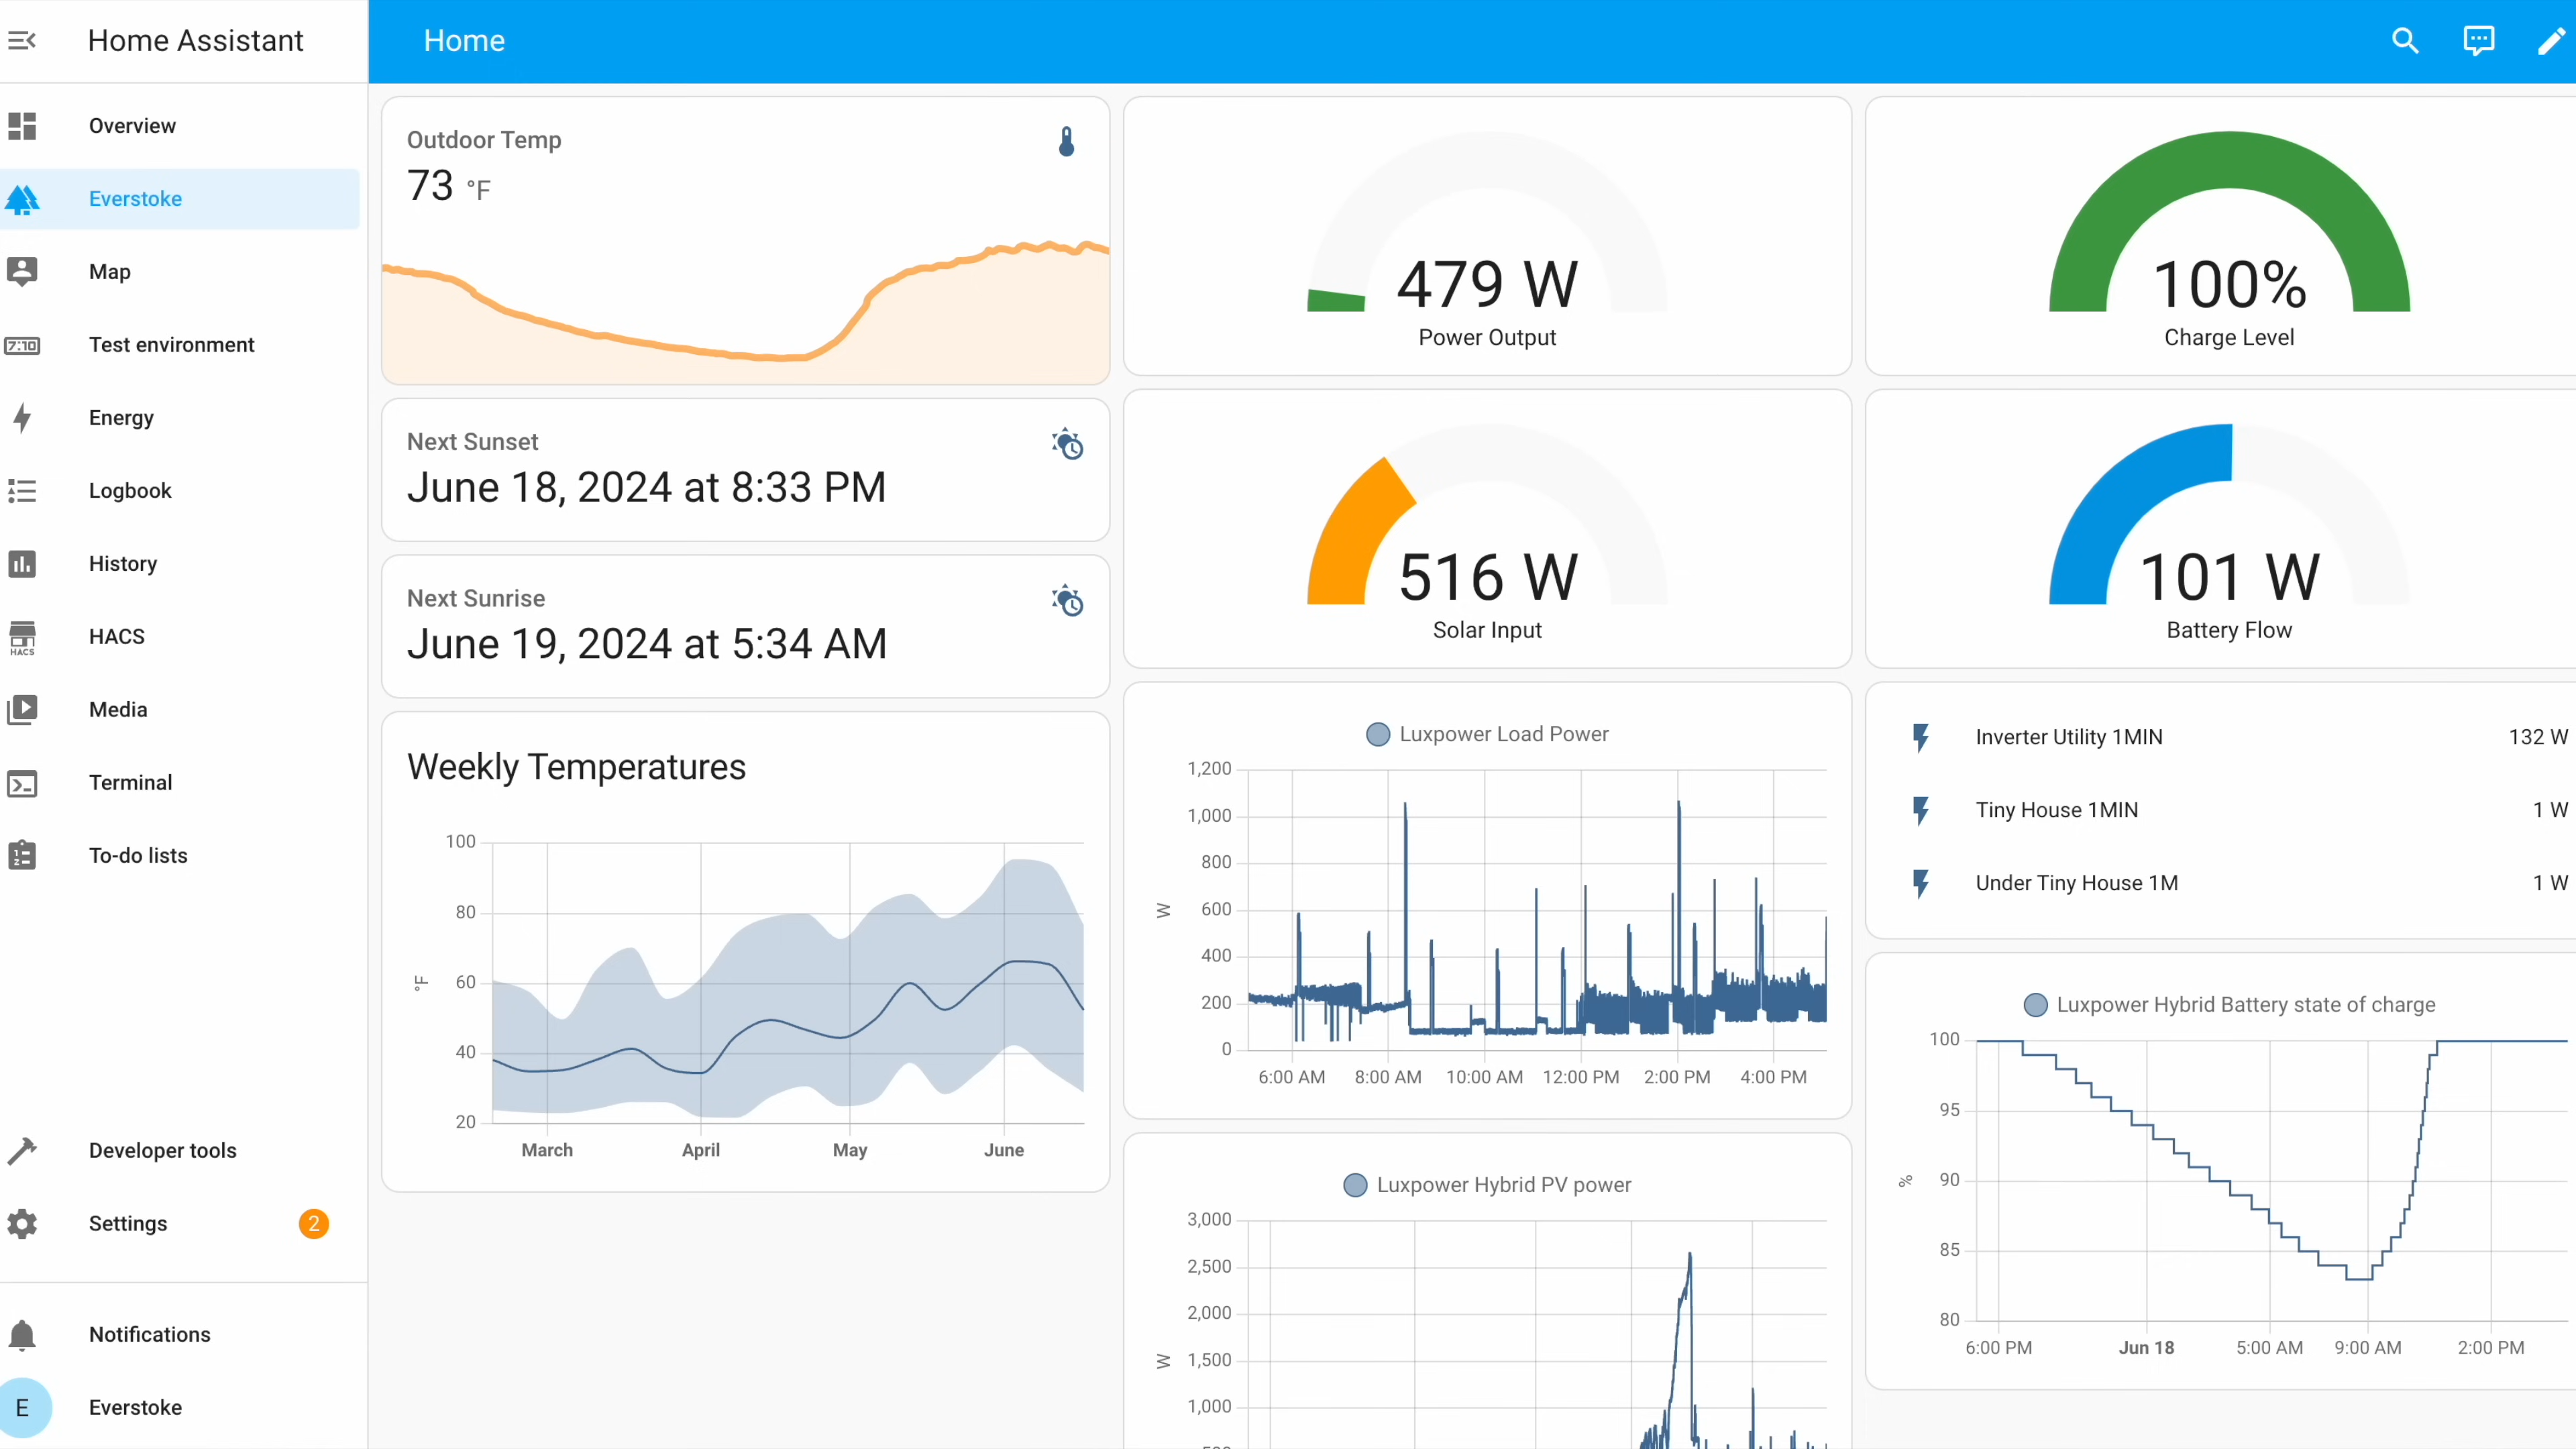 Home Assistant
Overview
Everstoke
Map
7:10
Test environment
Energy
Logbook
History
HACS
HACS
Media
Terminal
To-do lists
Developer tools
Settings
2
Notifications
E
Everstoke
Home
Outdoor Temp
73 °F
Next Sunset
June 18, 2024 at 8:33 PM
Next Sunrise
June 19, 2024 at 5:34 AM
Weekly Temperatures
100
80
60
40
20
°F
March April May June
479 W
Power Output
516 W
Solar Input
Luxpower Load Power
1,200
1,000
800
600
400
200
0
W
6:00 AM 8:00 AM 10:00 AM 12:00 PM 2:00 PM 4:00 PM
Luxpower Hybrid PV power
3,000
2,500
2,000
1,500
1,000
W
100%
Charge Level
101 W
Battery Flow
Inverter Utility 1MIN 132 W
Tiny House 1MIN 1 W
Under Tiny House 1M 1 W
Luxpower Hybrid Battery state of charge
100
95
90
85
80
%
6:00 PM Jun 18 5:00 AM 9:00 AM 2:00 PM